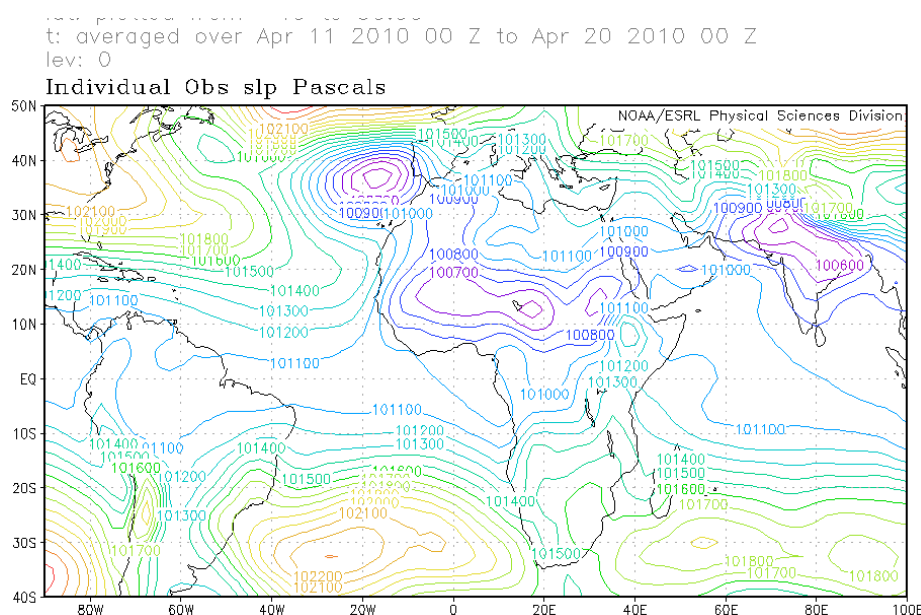 t: averaged over Apr 11 2010 00 Z to Apr 20 2010 00 Z
lev: 0
Individual Obs slp Pascals
50N
NOAA/ESRL Physical Sciences Division
102100 101500 101300 101700
101400
40N
101500
101800
101100 101300
101000
30N
102100 100900 101000 100900 100900 101700
101800 101000
101600 100800 101100 100900
20N
101400 101500 100700 101000 100600
101400
101200 101100 101300 101100
10N
101200 100800
101100 101200
EQ
101300
101000
101100 101100
10S
101400 101100 101200 101400 101300 101400
101500
101600 101200 101500 101600 101600
20S
101400
101300 102100 101700
30S
101700 101500
101800
102200 101700 101800
40S
80W 60W 40W 20W 0 20E 40E 60E 80E 100E